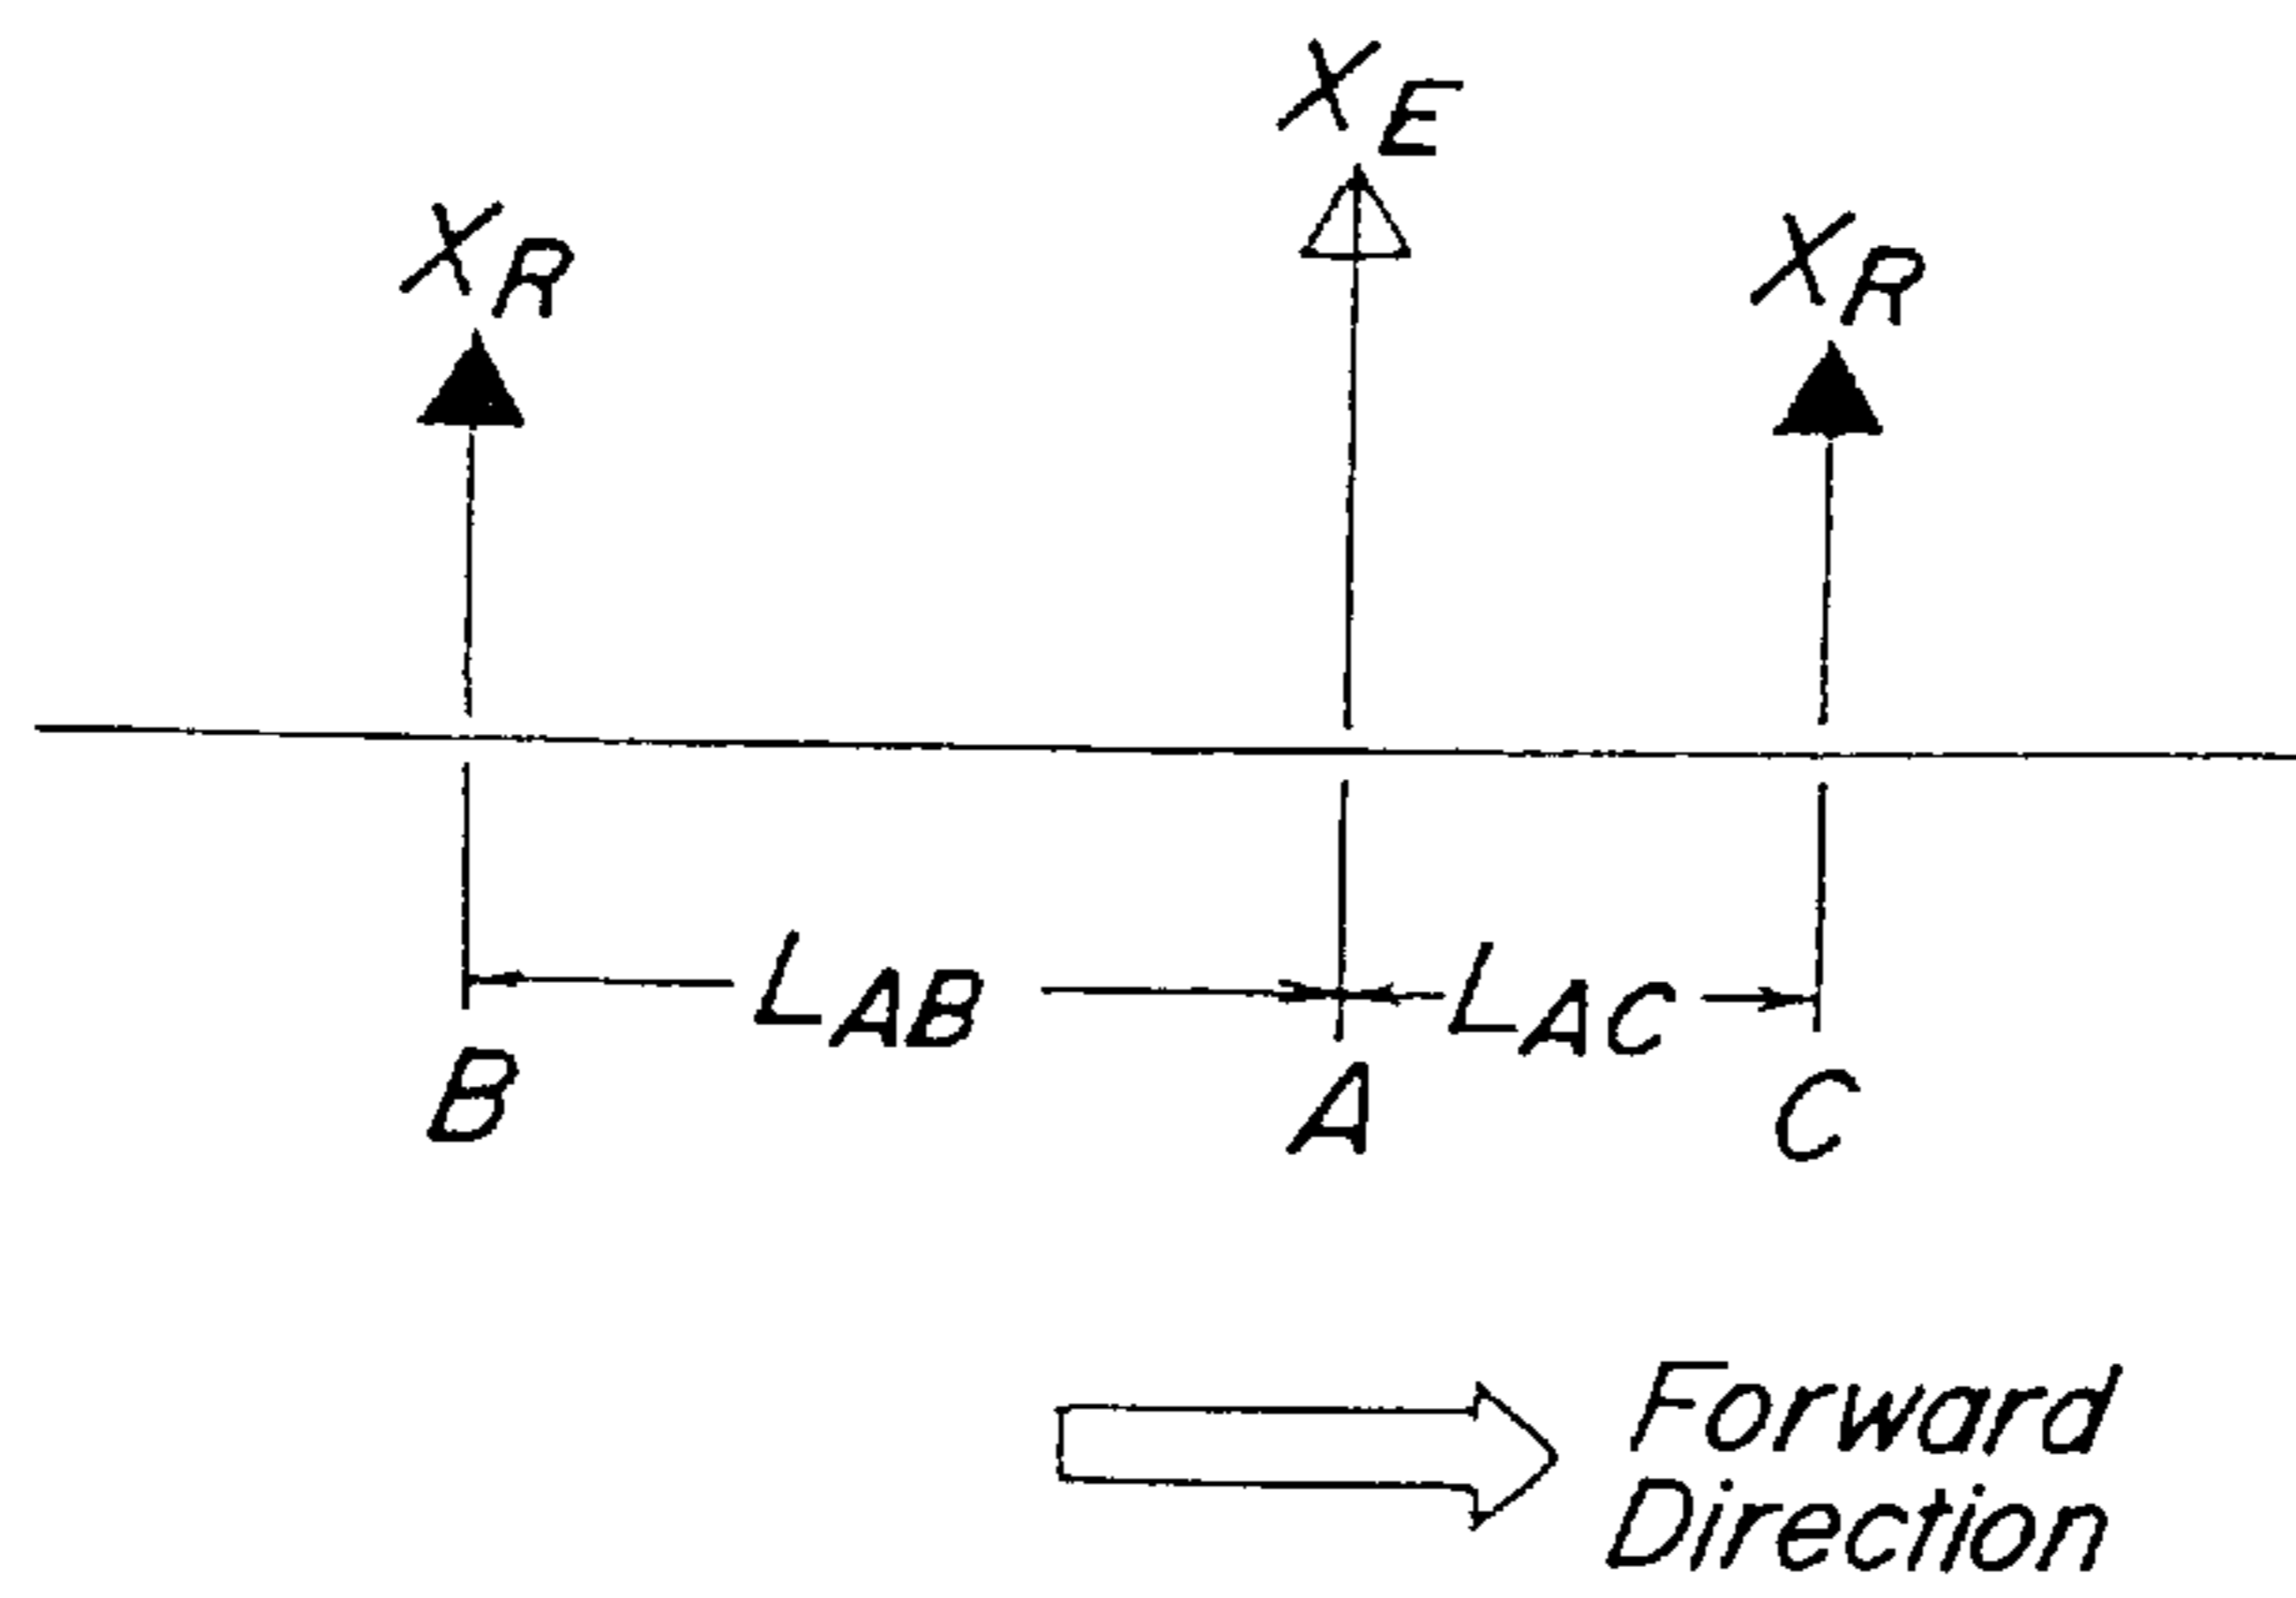 X_E
X_R X_R
L_AB L_AC
B A C
Forward
Direction